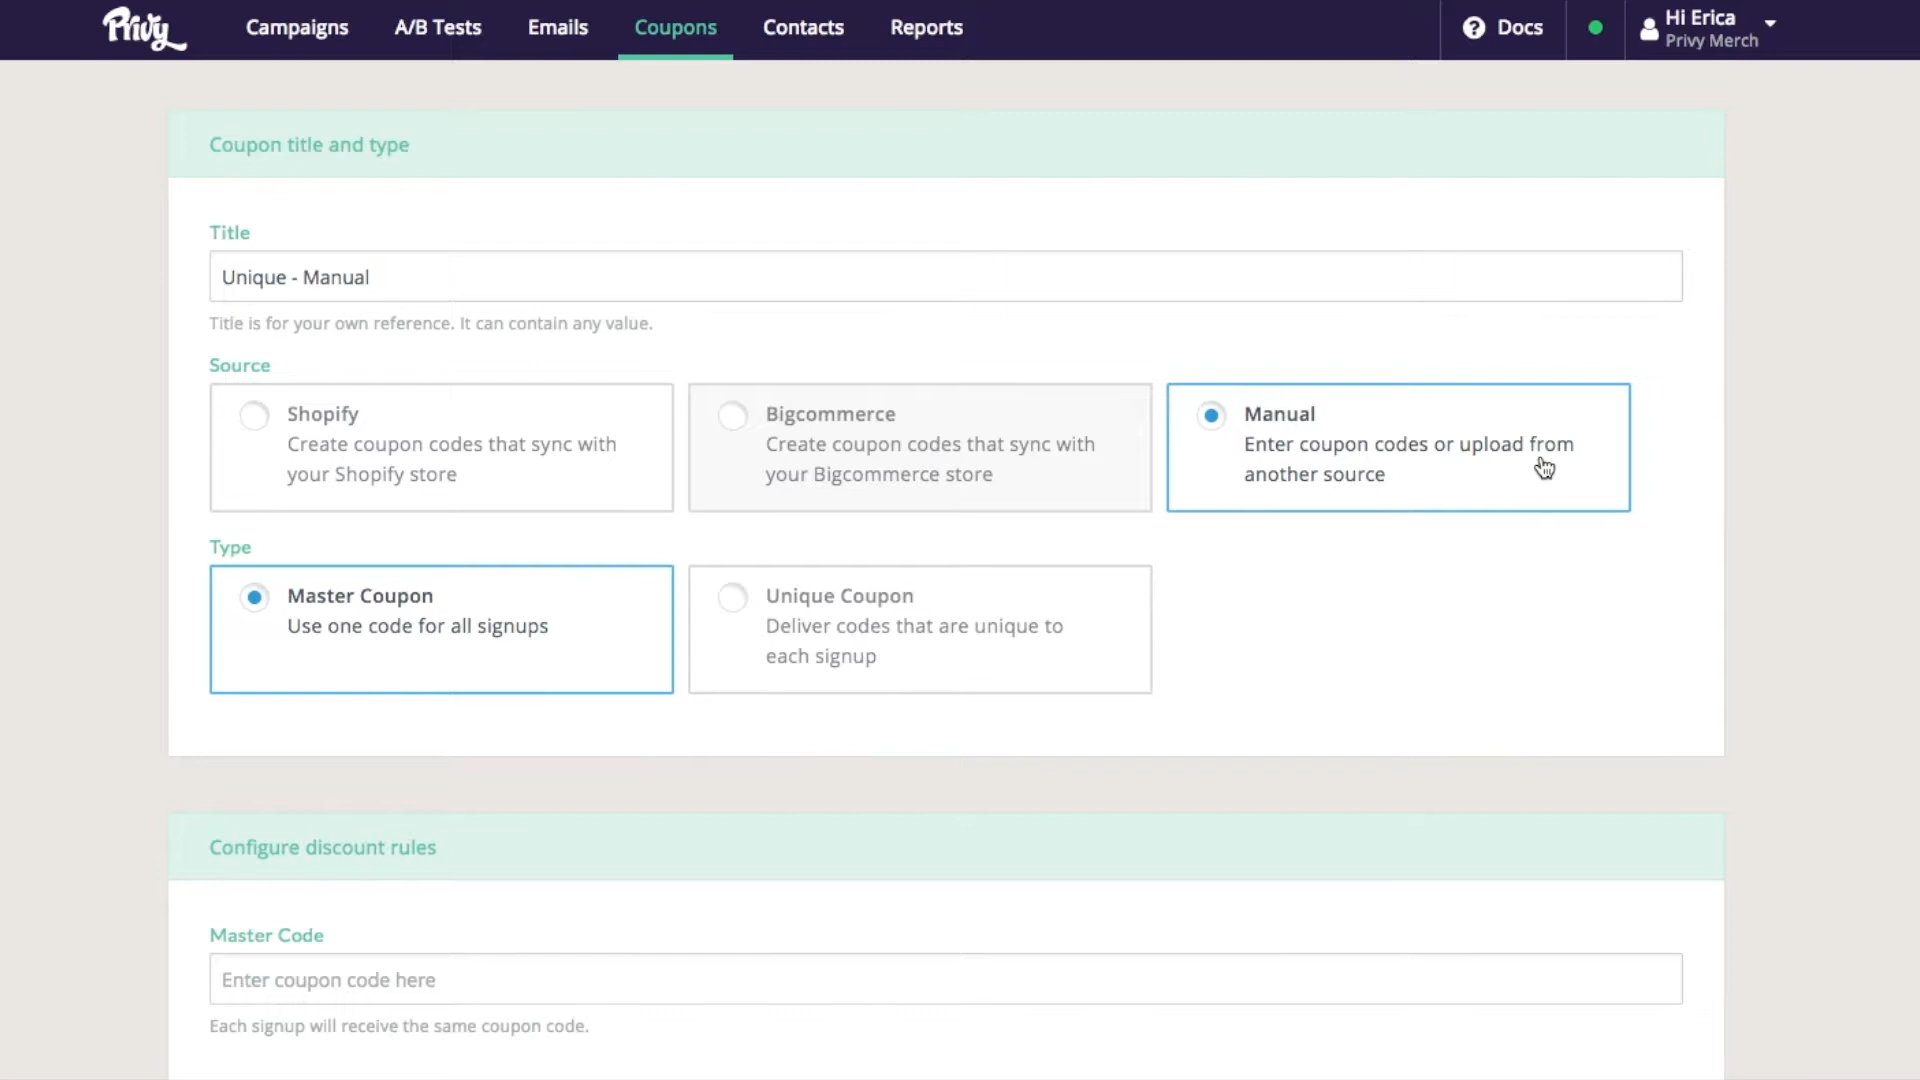 Privy
Campaigns
A/B Tests
Emails
Coupons
Contacts
Reports
? Docs
Hi Erica
Privy Merch
Coupon title and type
Title
Unique - Manual
Title is for your own reference. It can contain any value.
Source
Shopify
Create coupon codes that sync with
your Shopify store
Bigcommerce
Create coupon codes that sync with
your Bigcommerce store
Manual
Enter coupon codes or upload from
another source
Type
Master Coupon
Use one code for all signups
Unique Coupon
Deliver codes that are unique to
each signup
Configure discount rules
Master Code
Enter coupon code here
Each signup will receive the same coupon code.